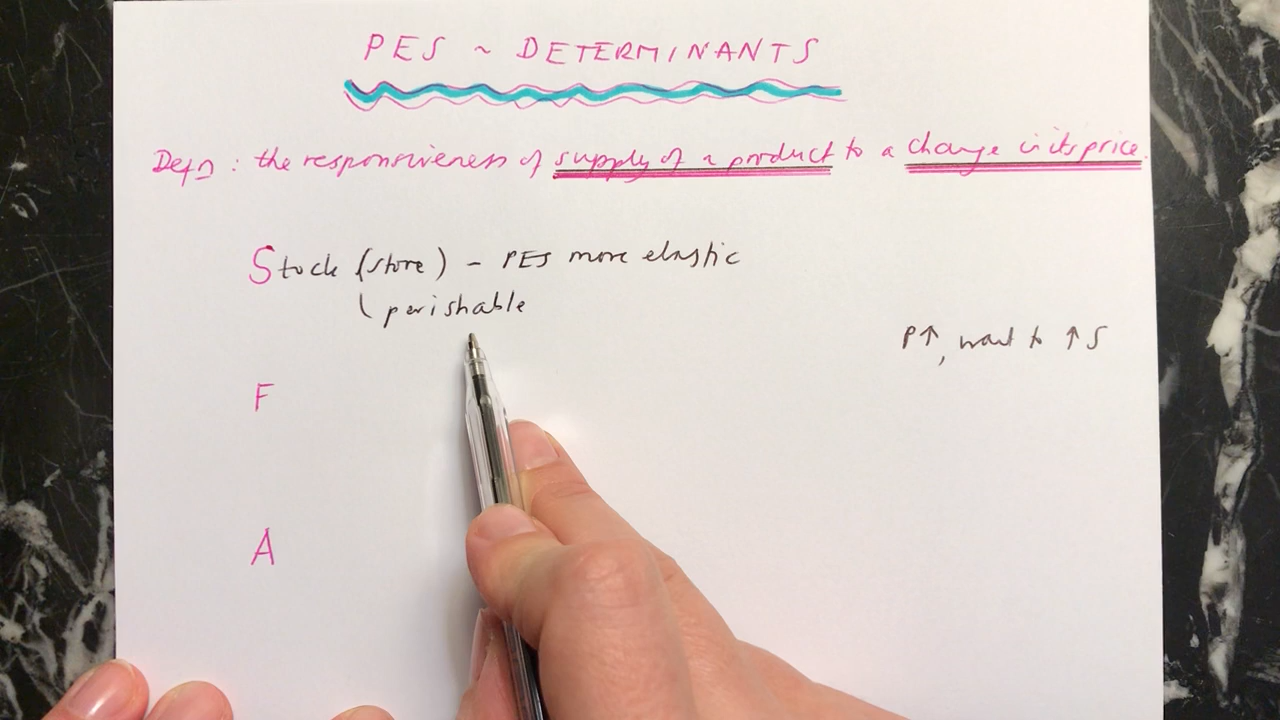 PES ~ DETERMINANTS
Defn : the responsiveness of supply of a product to a change in its price.
Stock (store) - PES more elastic
( perishable
P↑, want to ↑ S
F
A